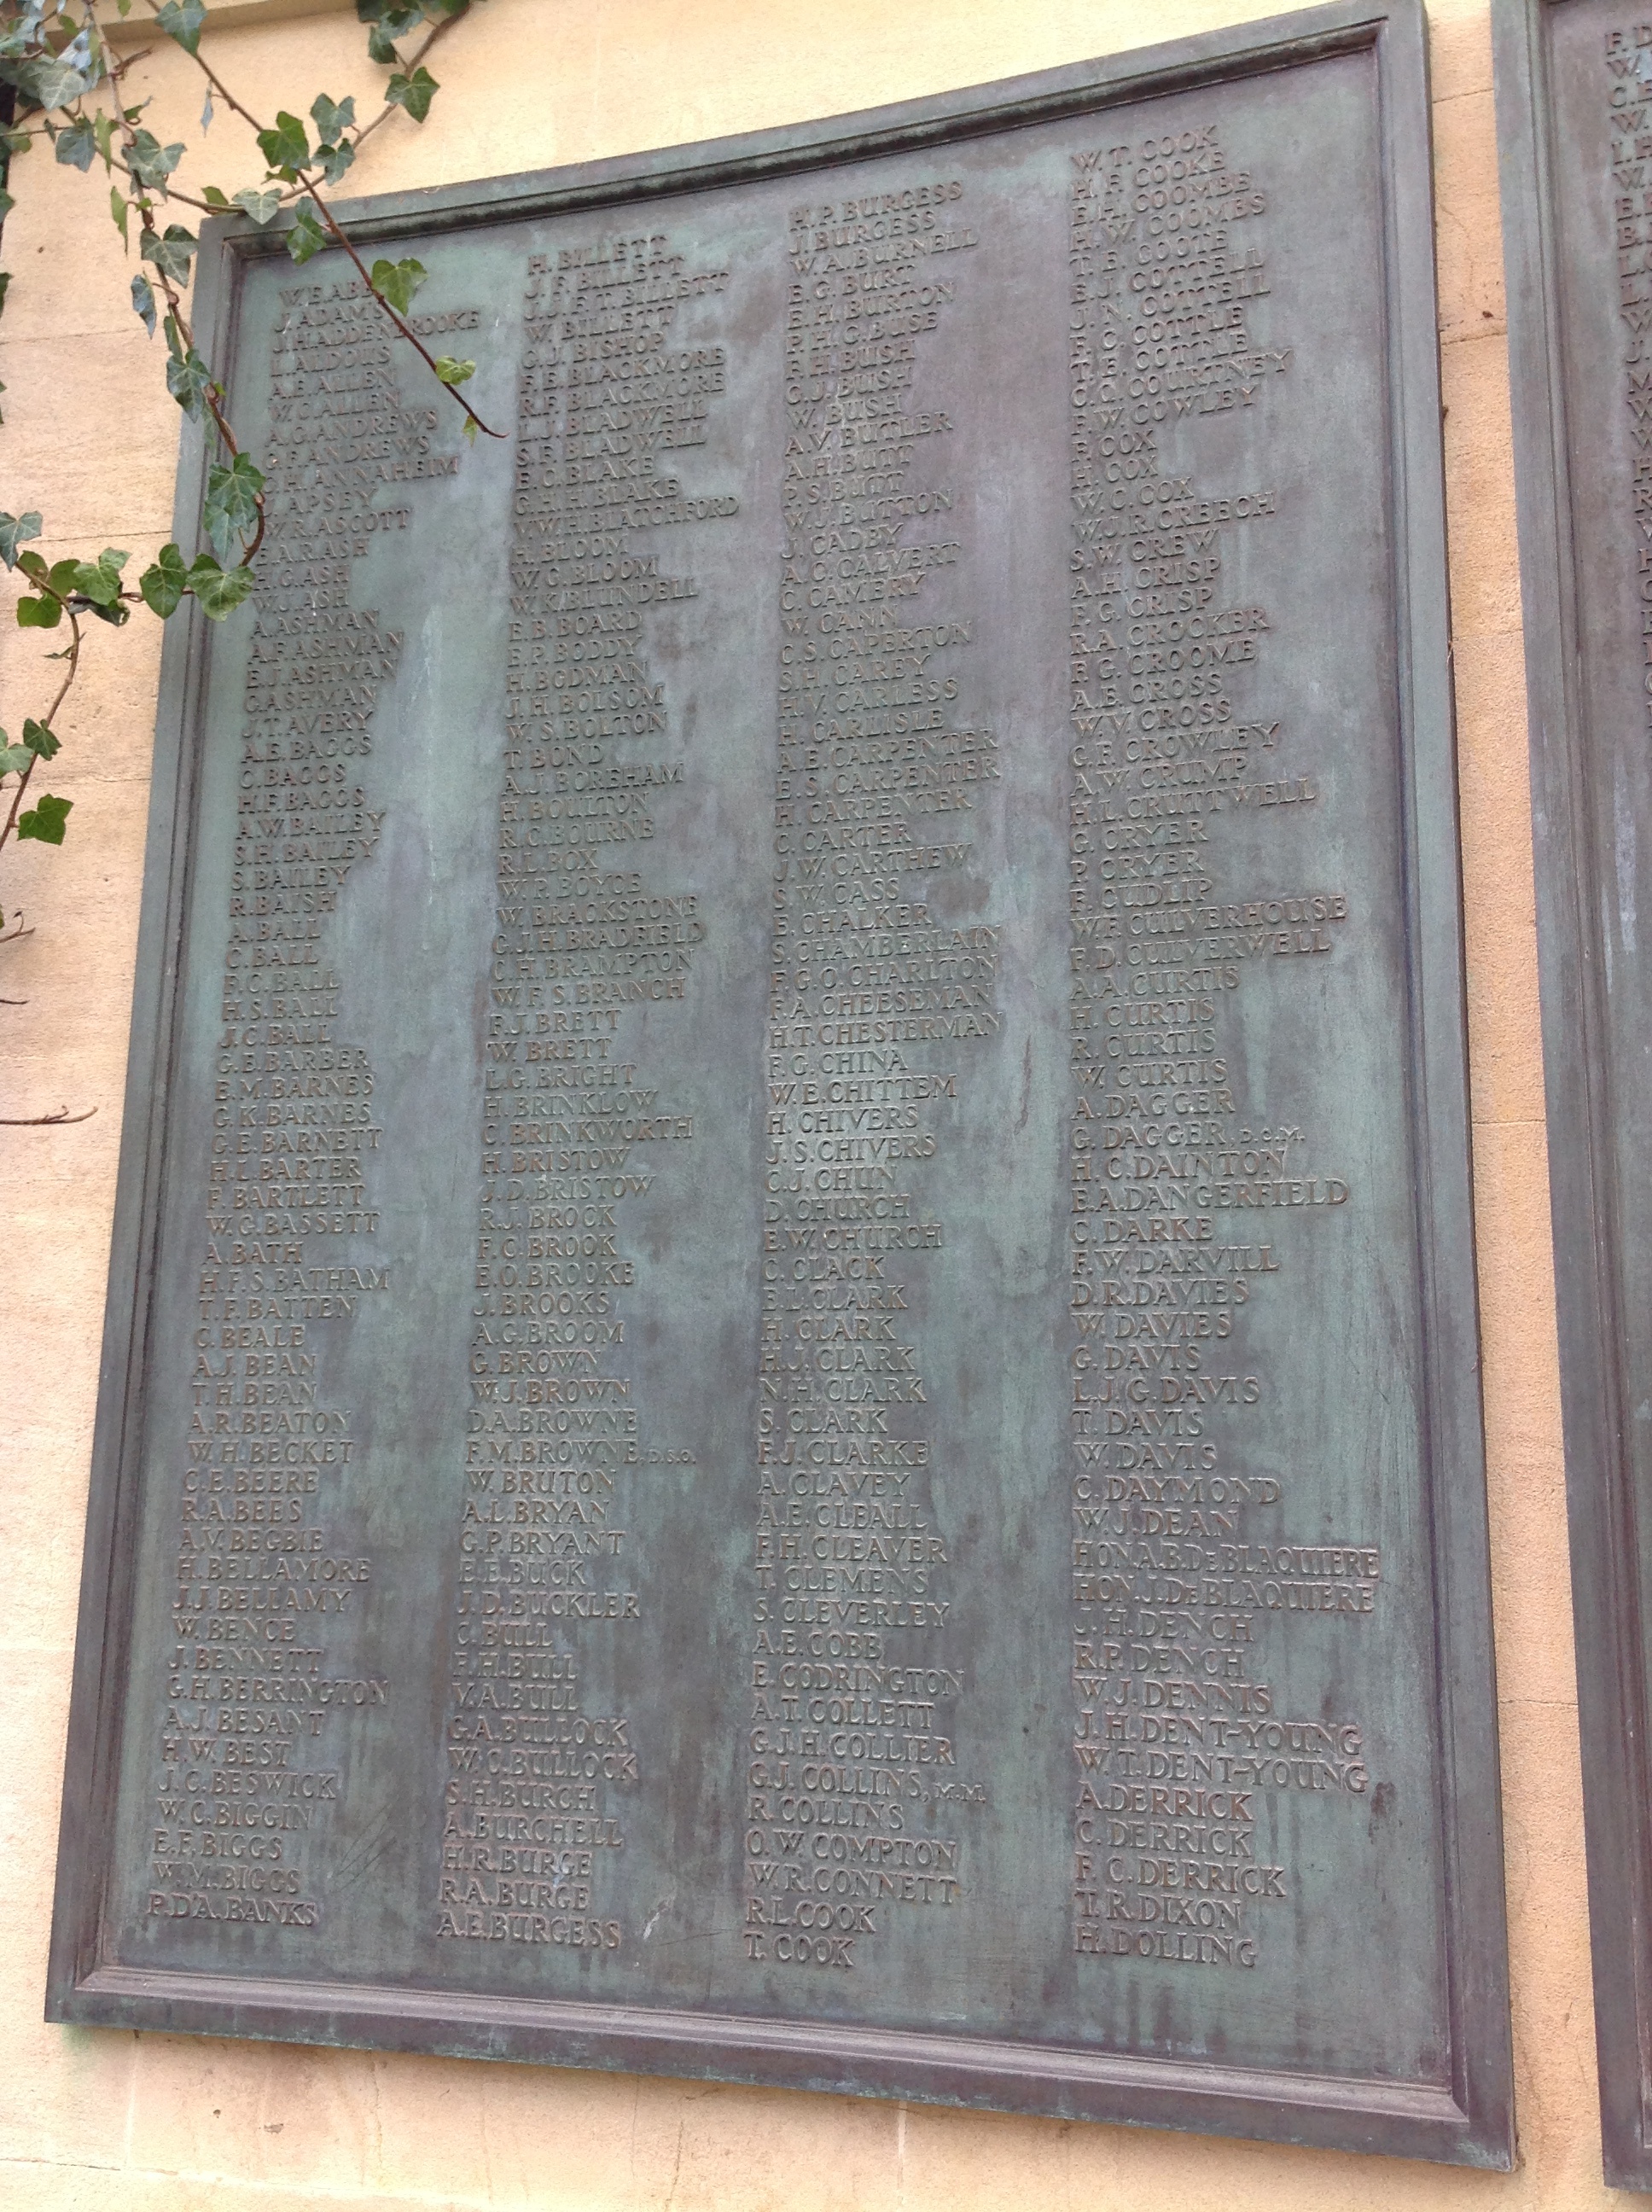 W.E.AB
J.ADAMS
J.H.ADDENBROOKE
L.ALDOUS
A.E.ALLEN
W.C.ALLEN
A.G.ANDREWS
G.F.ANDREWS
H.ANNAHEIM
APSEY
W.R.ASCOTT
A.R.ASH
H.G.ASH
W.J.ASH
A.ASHMAN
A.F.ASHMAN
E.J.ASHMAN
G.ASHMAN
J.T.AVERY
A.E.BAGGS
C.BAGGS
H.F.BAGGS
A.W.BAILEY
S.H.BAILEY
S.BAILEY
R.BAISH
A.BALL
C.BALL
F.C.BALL
H.S.BALL
J.C.BALL
G.E.BARBER
E.M.BARNES
G.K.BARNES
G.E.BARNETT
H.L.BARTER
F.BARTLETT
W.G.BASSETT
A.BATH
H.F.S.BATHAM
T.F.BATTEN
C.BEALE
A.J.BEAN
T.H.BEAN
A.R.BEATON
W.H.BECKET
C.E.BEERE
R.A.BEES
A.V.BEGBIE
H.BELLAMORE
J.J.BELLAMY
W.BENCE
J.BENNETT
G.H.BERRINGTON
A.J.BESANT
H.W.BEST
J.C.BESWICK
W.C.BIGGIN
E.F.BIGGS
W.M.BIGGS
P.D'A.BANKS
H.BILLETT
J.F.BILLETT
J.J.F.T.BILLETT
W.BILLETT
G.J.BISHOP
F.E.BLACKMORE
R.F.BLACKMORE
L.J.BLADWELL
S.F.BLADWELL
E.C.BLAKE
G.H.H.BLAKE
W.W.H.BLATCHFORD
H.BLOOM
W.G.BLOOM
W.K.BLUNDELL
E.B.BOARD
E.P.BODDY
H.BODMAN
J.H.BOLSOM
W.S.BOLTON
T.BOND
A.J.BOREHAM
H.BOULTON
R.C.BOURNE
R.L.BOX
W.P.BOYCE
W.BRACKSTONE
G.J.H.BRADFIELD
C.H.BRAMPTON
W.F.S.BRANCH
F.J.BRETT
W.BRETT
L.G.BRIGHT
H.BRINKLOW
C.BRINKWORTH
H.BRISTOW
J.D.BRISTOW
R.J.BROOK
F.C.BROOK
E.O.BROOKE
J.BROOKS
A.G.BROOM
G.BROWN
W.J.BROWN
D.A.BROWNE
F.M.BROWNE, D.S.O.
W.BRUTON
A.L.BRYAN
G.P.BRYANT
E.E.BUCK
J.D.BUCKLER
C.BULL
F.H.BULL
V.A.BULL
G.A.BULLOCK
W.C.BULLOCK
S.H.BURCH
A.BURCHELL
H.R.BURGE
R.A.BURGE
A.E.BURGESS
H.P.BURGESS
J.BURGESS
W.A.BURNELL
E.G.BURT
E.H.BURTON
P.H.G.BUSE
F.H.BUSH
G.J.BUSH
W.BUSH
A.V.BUTLER
A.H.BUTT
P.S.BUTT
W.J.BUTTON
J.CADBY
A.C.CALVERT
C.CAMERY
W.CANN
C.S.CAPERTON
S.H.CAREY
H.V.CARLESS
H.CARLISLE
A.E.CARPENTER
E.S.CARPENTER
H.CARPENTER
C.CARTER
J.W.CARTHEW
S.W.CASS
E.CHALKER
S.CHAMBERLAIN
F.G.O.CHARLTON
F.A.CHEESEMAN
H.T.CHESTERMAN
F.G.CHINA
W.E.CHITTEM
H.CHIVERS
J.S.CHIVERS
C.J.CHUN
D.CHURCH
E.W.CHURCH
C.CLACK
E.L.CLARK
H.CLARK
H.J.CLARK
N.H.CLARK
S.CLARK
F.J.CLARKE
A.CLAVEY
A.E.CLEALL
F.H.CLEAVER
T.CLEMENS
S.CLEVERLEY
A.E.COBB
E.CODRINGTON
A.T.COLLETT
G.J.H.COLLIER
G.J.COLLINS, M.M.
R.COLLINS
O.W.COMPTON
W.R.CONNETT
R.L.COOK
T.COOK
W.T.COOK
H.F.COOKE
E.H.COOMBE
H.W.COOMES
T.E.COOTE
E.J.COTTELL
J.N.COTTELL
F.C.COTTLE
T.E.COTTLE
C.G.COURTNEY
F.W.COWLEY
F.COX
H.COX
W.C.COX
W.J.R.CREECH
S.W.CREW
A.H.CRISP
F.G.CRISP
R.A.CROOKER
F.G.CROOME
A.E.CROSS
W.V.CROSS
G.F.CROWLEY
A.W.CRUMP
H.L.CRUTTWELL
G.CRYER
P.CRYER
F.CUDLIP
W.F.CULVERHOUSE
F.D.CULVERWELL
A.A.CURTIS
H.CURTIS
R.CURTIS
W.CURTIS
A.DAGGER
G.DAGGER, D.C.M.
H.C.DAINTON
E.A.DANGERFIELD
C.DARKE
F.W.DARVILL
D.R.DAVIES
W.DAVIES
G.DAVIS
L.J.G.DAVIS
T.DAVIS
W.DAVIS
C.DAYMOND
W.J.DEAN
HON.A.B.DeBLAQUIERE
HON.J.DeBLAQUIERE
J.H.DENCH
R.P.DENCH
W.J.DENNIS
J.H.DENT-YOUNG
W.T.DENT-YOUNG
A.DERRICK
C.DERRICK
F.C.DERRICK
T.R.DIXON
H.DOLLING